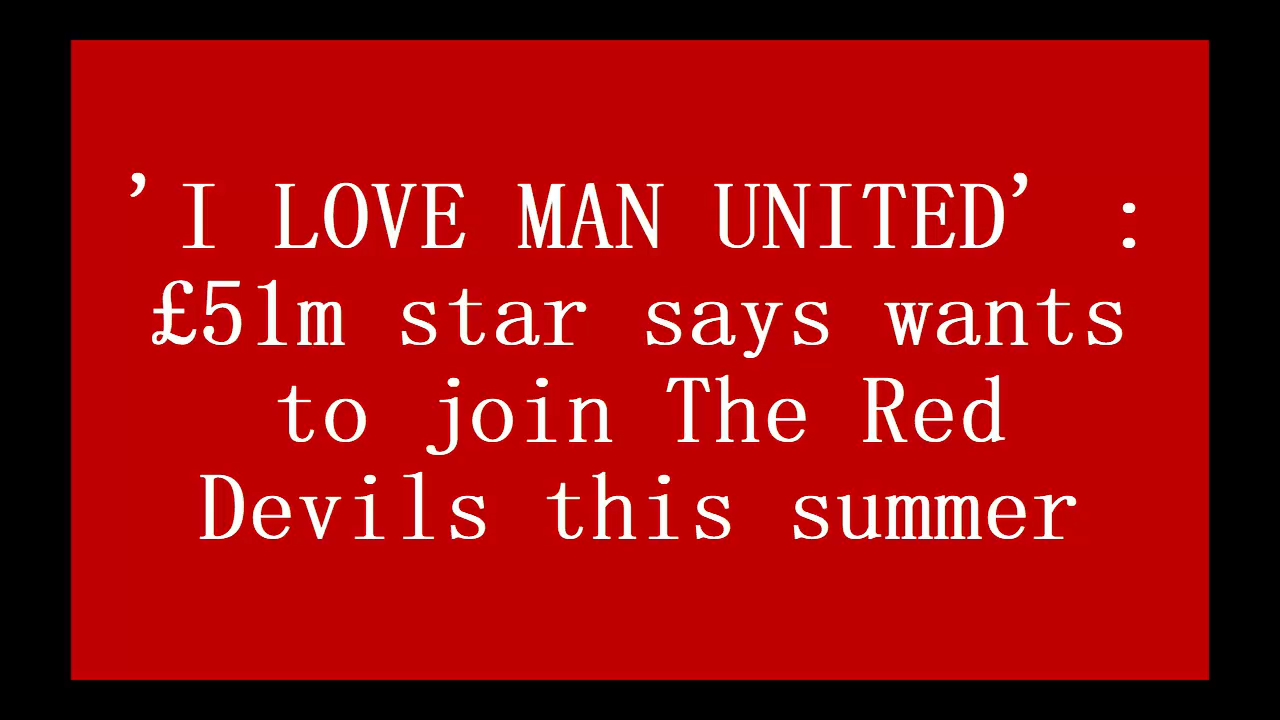 ’I LOVE MAN UNITED’ :
£51m star says wants
to join The Red
Devils this summer